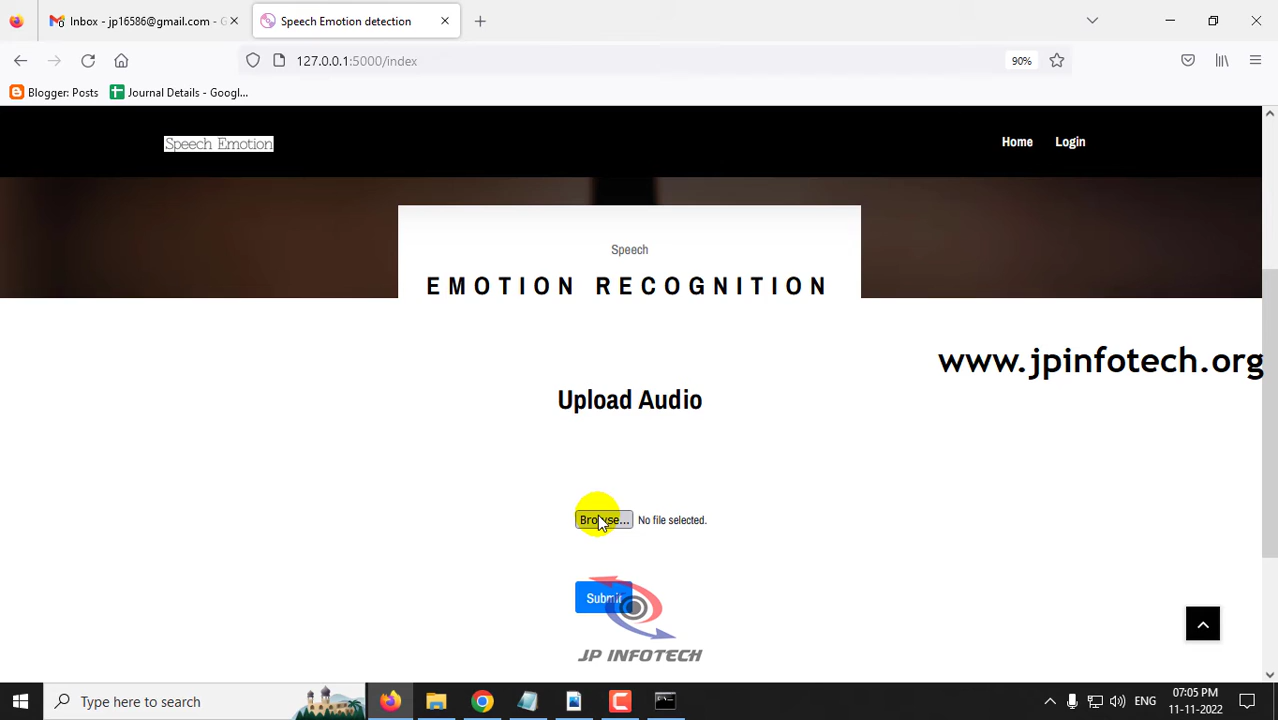 Inbox - jp16586@gmail.com - G
Speech Emotion detection
127.0.0.1:5000/index
90%
Blogger: Posts
Journal Details - Googl...
Speech Emotion
Home
Login
Speech
EMOTION RECOGNITION
www.jpinfotech.org
Upload Audio
Browse... No file selected.
Submit
JP INFOTECH
Type here to search
ENG
07:05 PM
11-11-2022